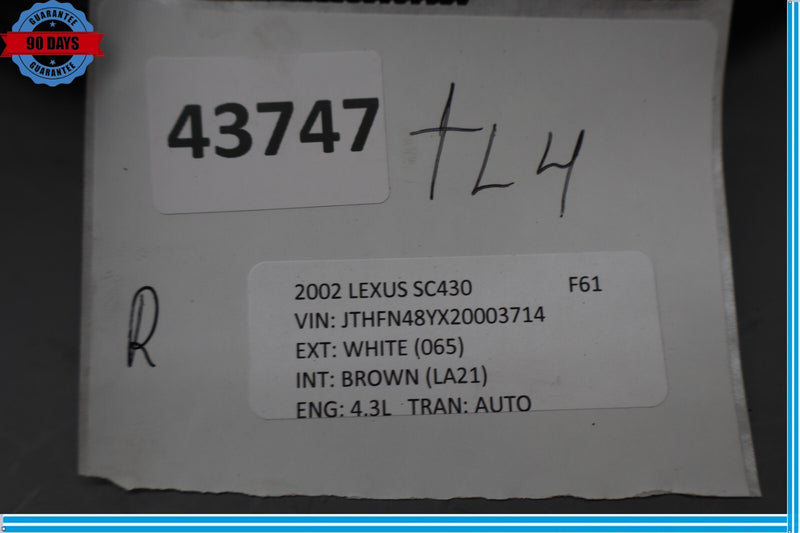 GUARANTEE
90 DAYS
GUARANTEE
43747
tL4
R
2002 LEXUS SC430 F61
VIN: JTHFN48YX20003714
EXT: WHITE (065)
INT: BROWN (LA21)
ENG: 4.3L TRAN: AUTO